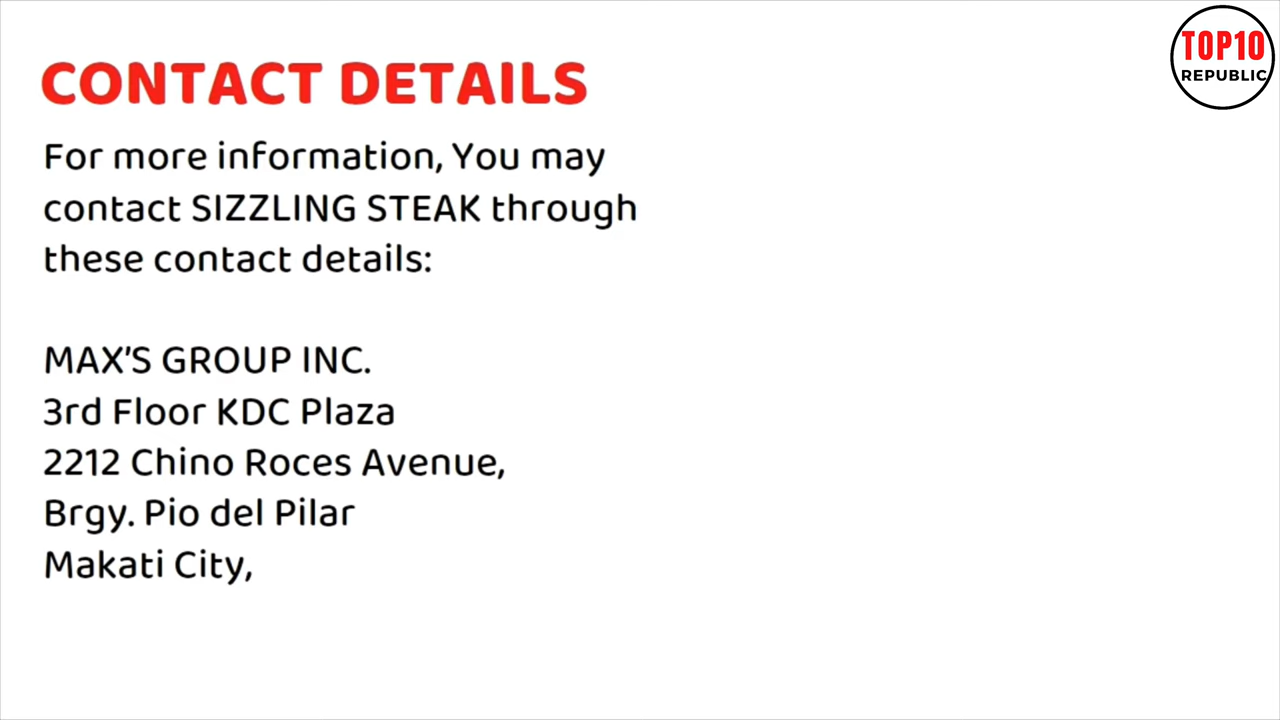 TOP10
REPUBLIC
CONTACT DETAILS
For more information, You may
contact SIZZLING STEAK through
these contact details:
MAX'S GROUP INC.
3rd Floor KDC Plaza
2212 Chino Roces Avenue,
Brgy. Pio del Pilar
Makati City,